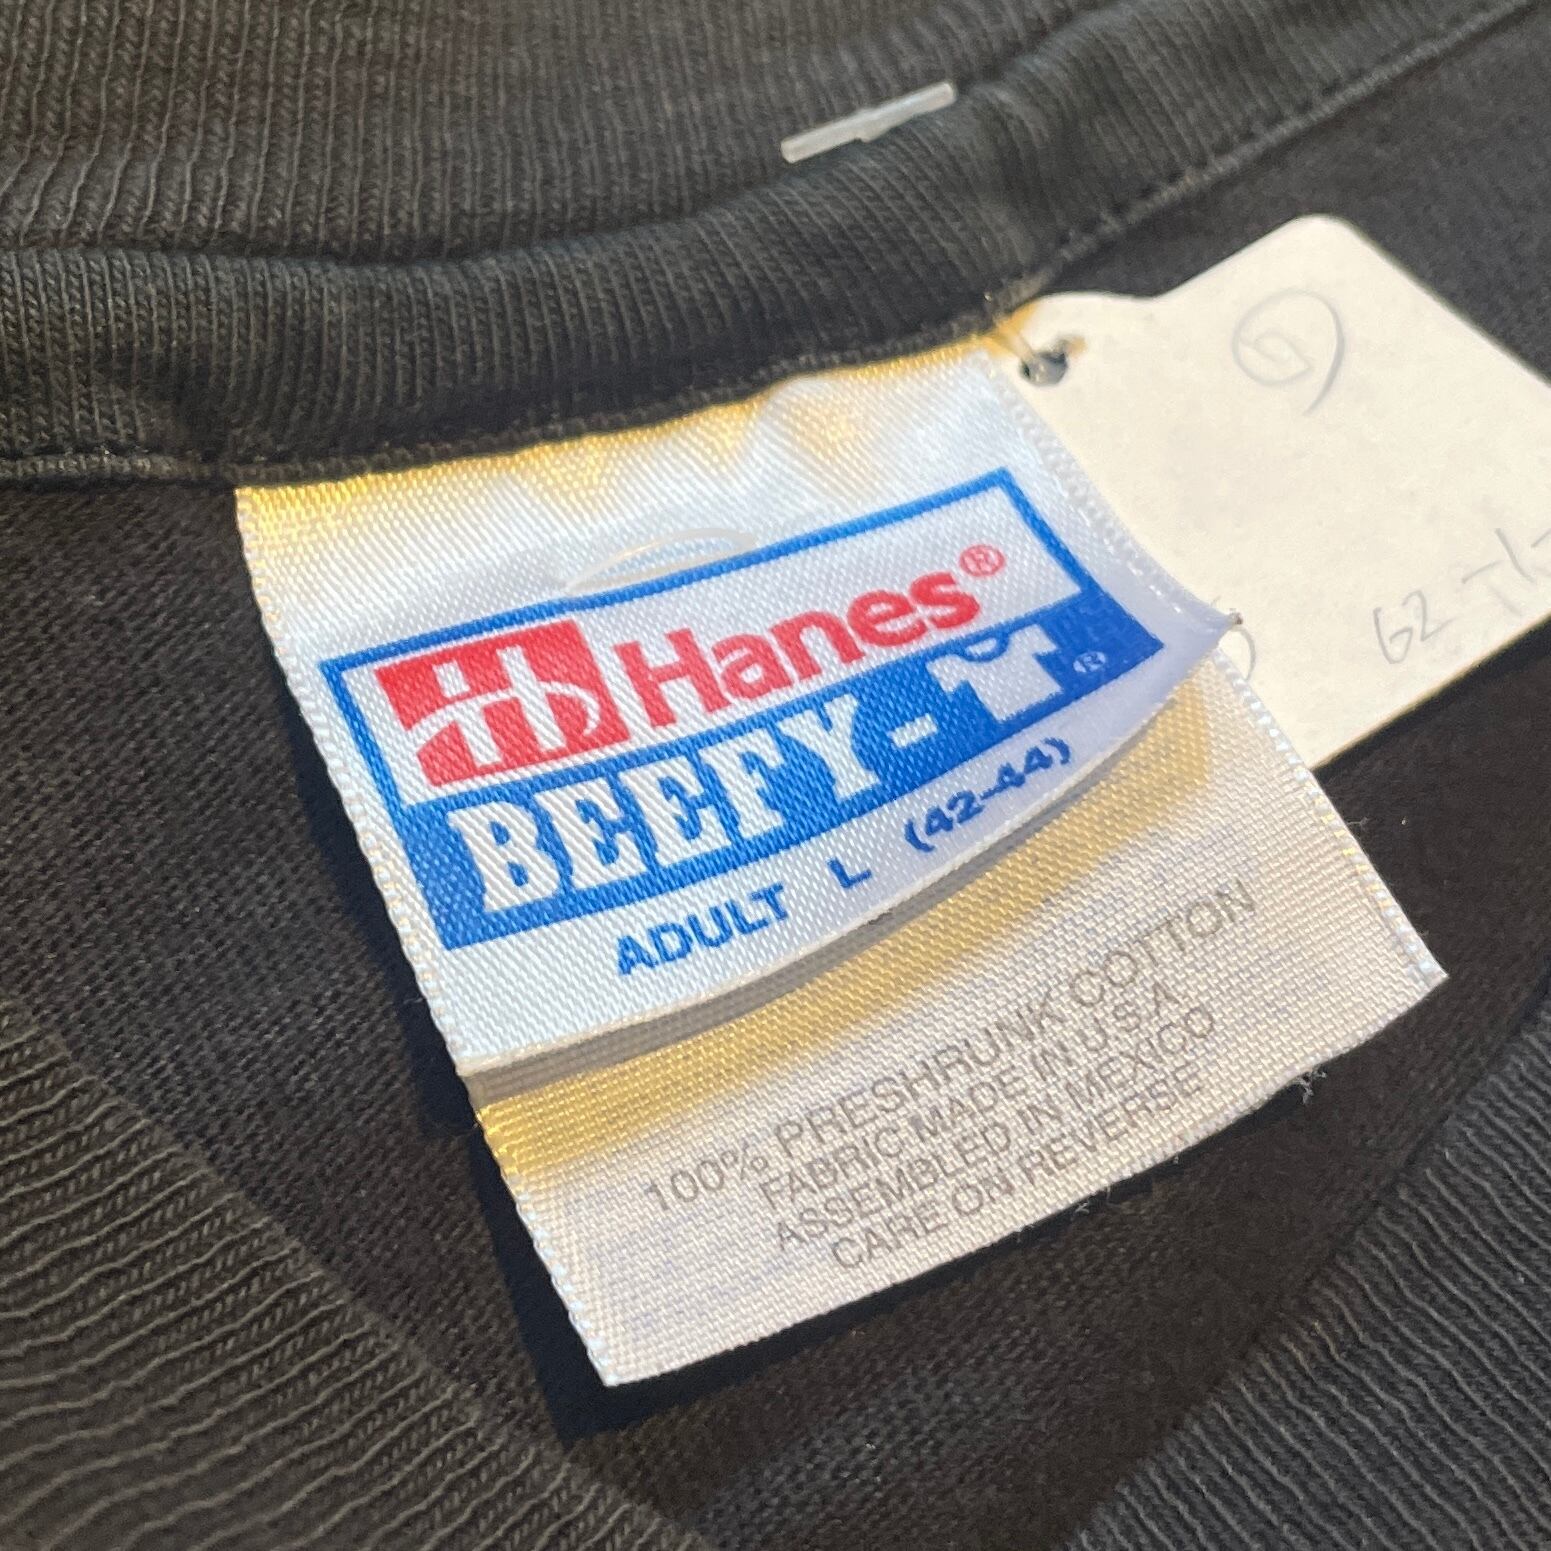 Hanes®
BEEFY-T®
ADULT L (42-44)
100% PRESHRUNK COTTON
FABRIC MADE IN U.S.A.
ASSEMBLED IN MEXICO
CARE ON REVERSE